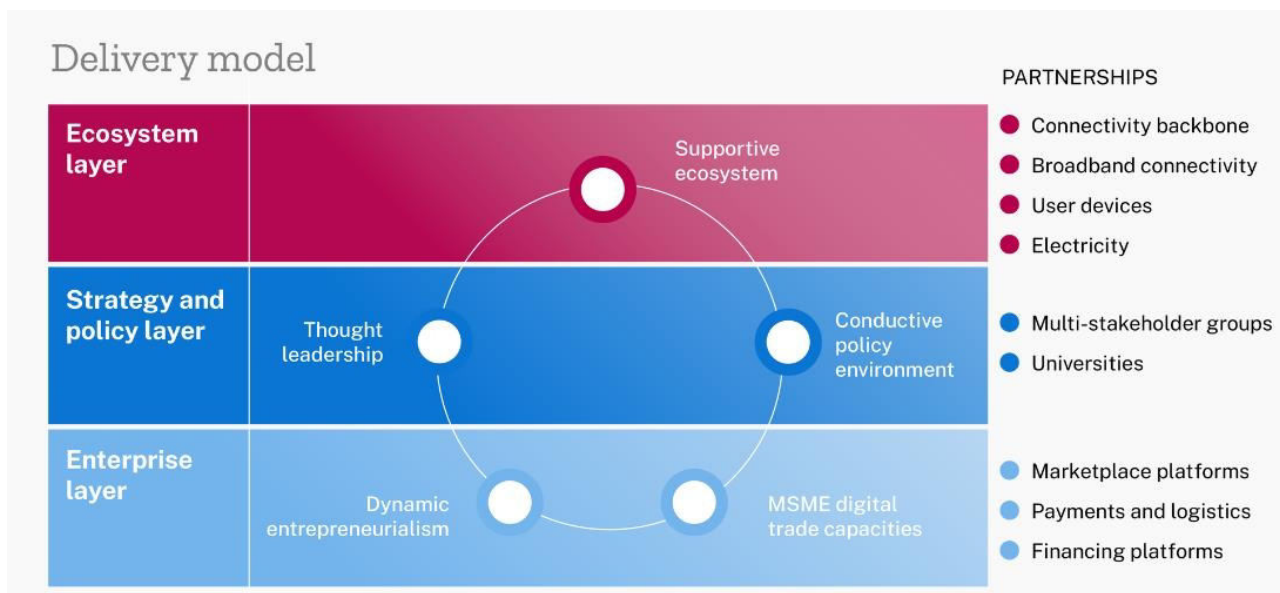 Delivery model
PARTNERSHIPS
Ecosystem
layer
Supportive
ecosystem
Connectivity backbone
Broadband connectivity
User devices
Electricity
Strategy and
policy layer
Thought
leadership
Conductive
policy
environment
Multi-stakeholder groups
Universities
Enterprise
layer
Dynamic
entrepreneurialism
MSME digital
trade capacities
Marketplace platforms
Payments and logistics
Financing platforms